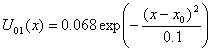 U₀₁(x) = 0.068 exp(−(x−x₀)²/0.1)